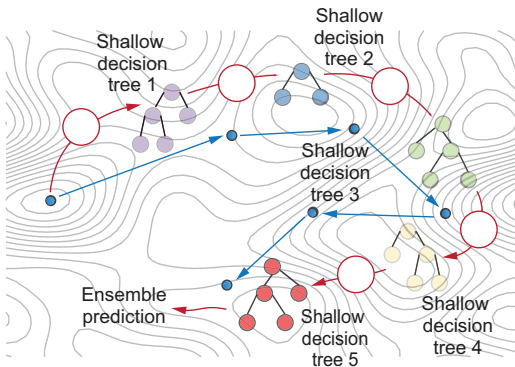 Shallow
decision
tree 1
Shallow
decision
tree 2
Shallow
decision
tree 3
Shallow
decision
tree 4
Shallow
decision
tree 5
Ensemble
prediction